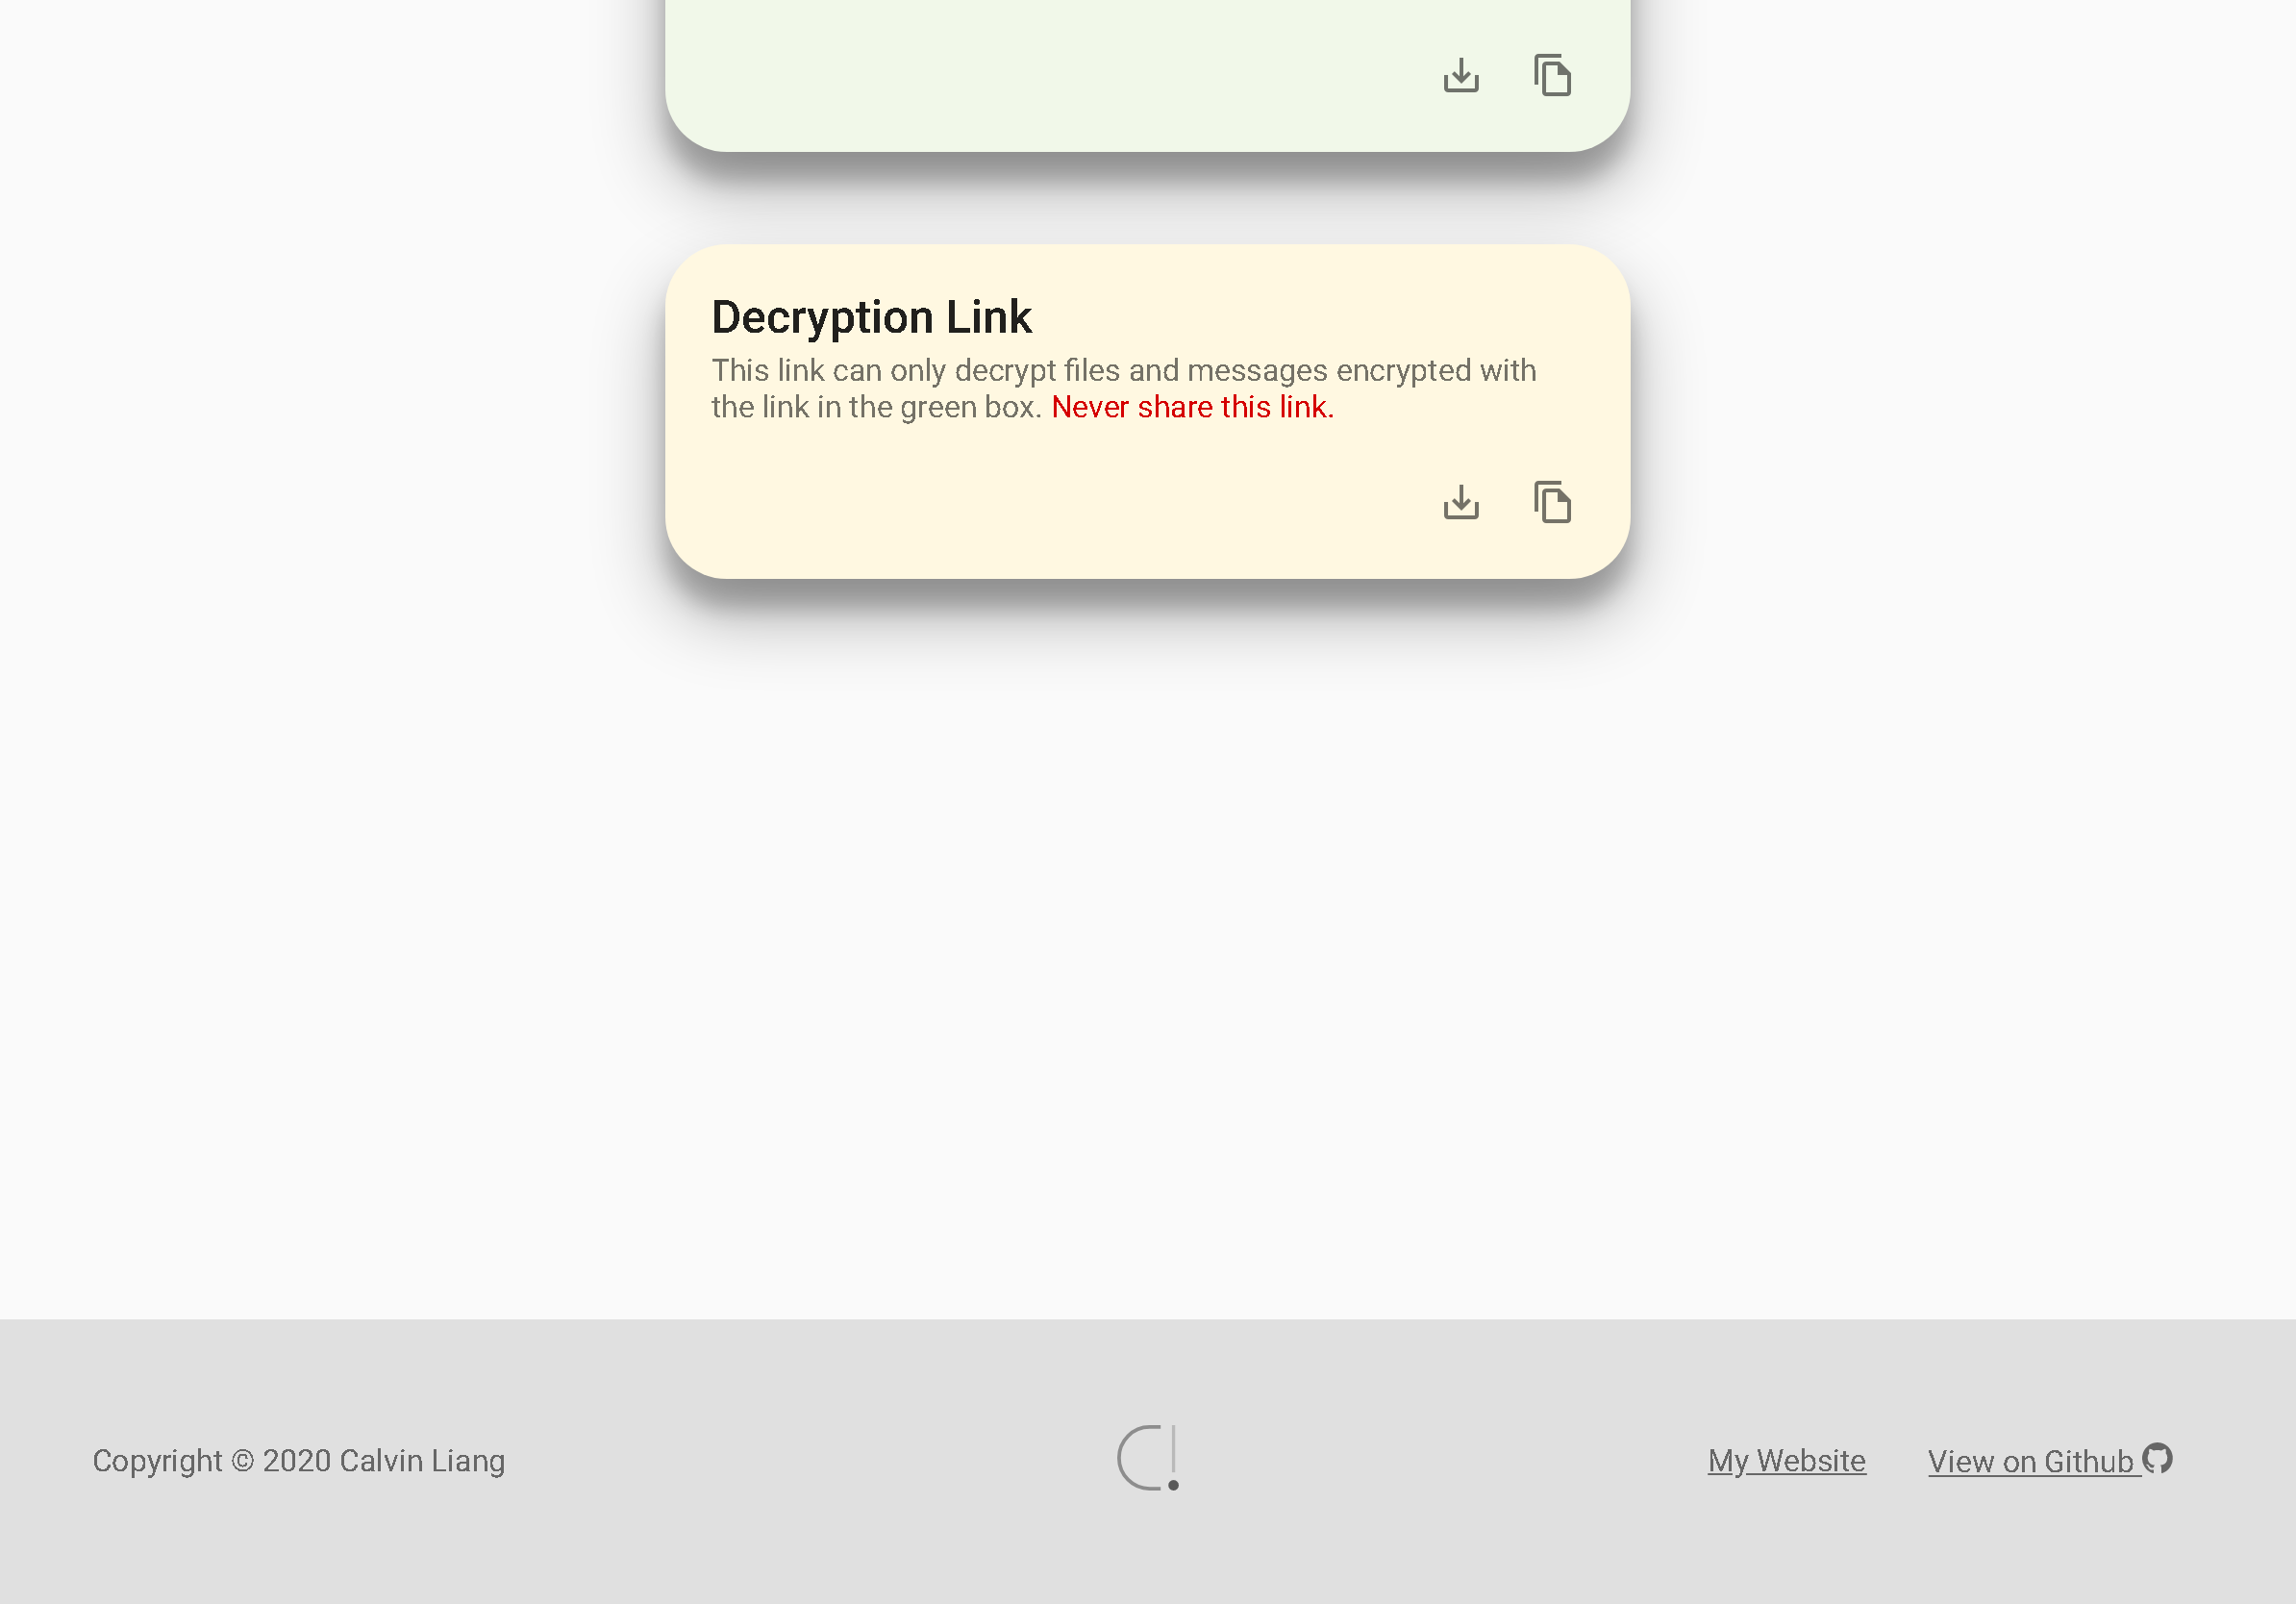 Decryption Link
This link can only decrypt files and messages encrypted with
the link in the green box. Never share this link.
Copyright © 2020 Calvin Liang
My Website
View on Github